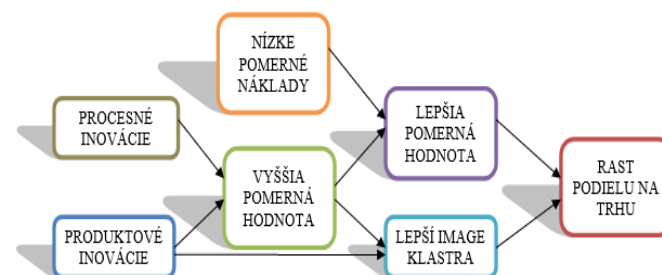 NÍZKE
POMERNÉ
NÁKLADY
PROCESNÉ
INOVÁCIE
LEPŠIA
POMERNÁ
HODNOTA
VYŠŠIA
POMERNÁ
HODNOTA
RAST
PODIELU NA
TRHU
PRODUKTOVÉ
INOVÁCIE
LEPŠÍ IMAGE
KLASTRA